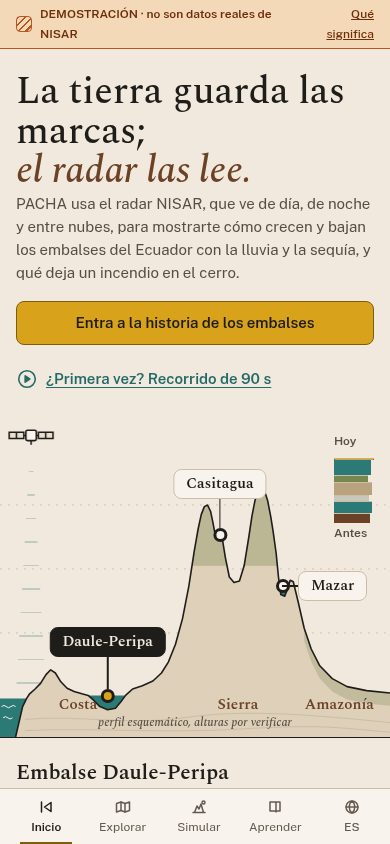 DEMOSTRACIÓN · no son datos reales de
NISAR
Qué
significa
La tierra guarda las
marcas;
el radar las lee.
PACHA usa el radar NISAR, que ve de día, de noche
y entre nubes, para mostrarte cómo crecen y bajan
los embalses del Ecuador con la lluvia y la sequía, y
qué deja un incendio en el cerro.
Entra a la historia de los embalses
¿Primera vez? Recorrido de 90 s
Hoy
Antes
Casitagua
Mazar
Daule-Peripa
Costa
Sierra
Amazonía
perfil esquemático, alturas por verificar
Embalse Daule-Peripa
Inicio
Explorar
Simular
Aprender
ES